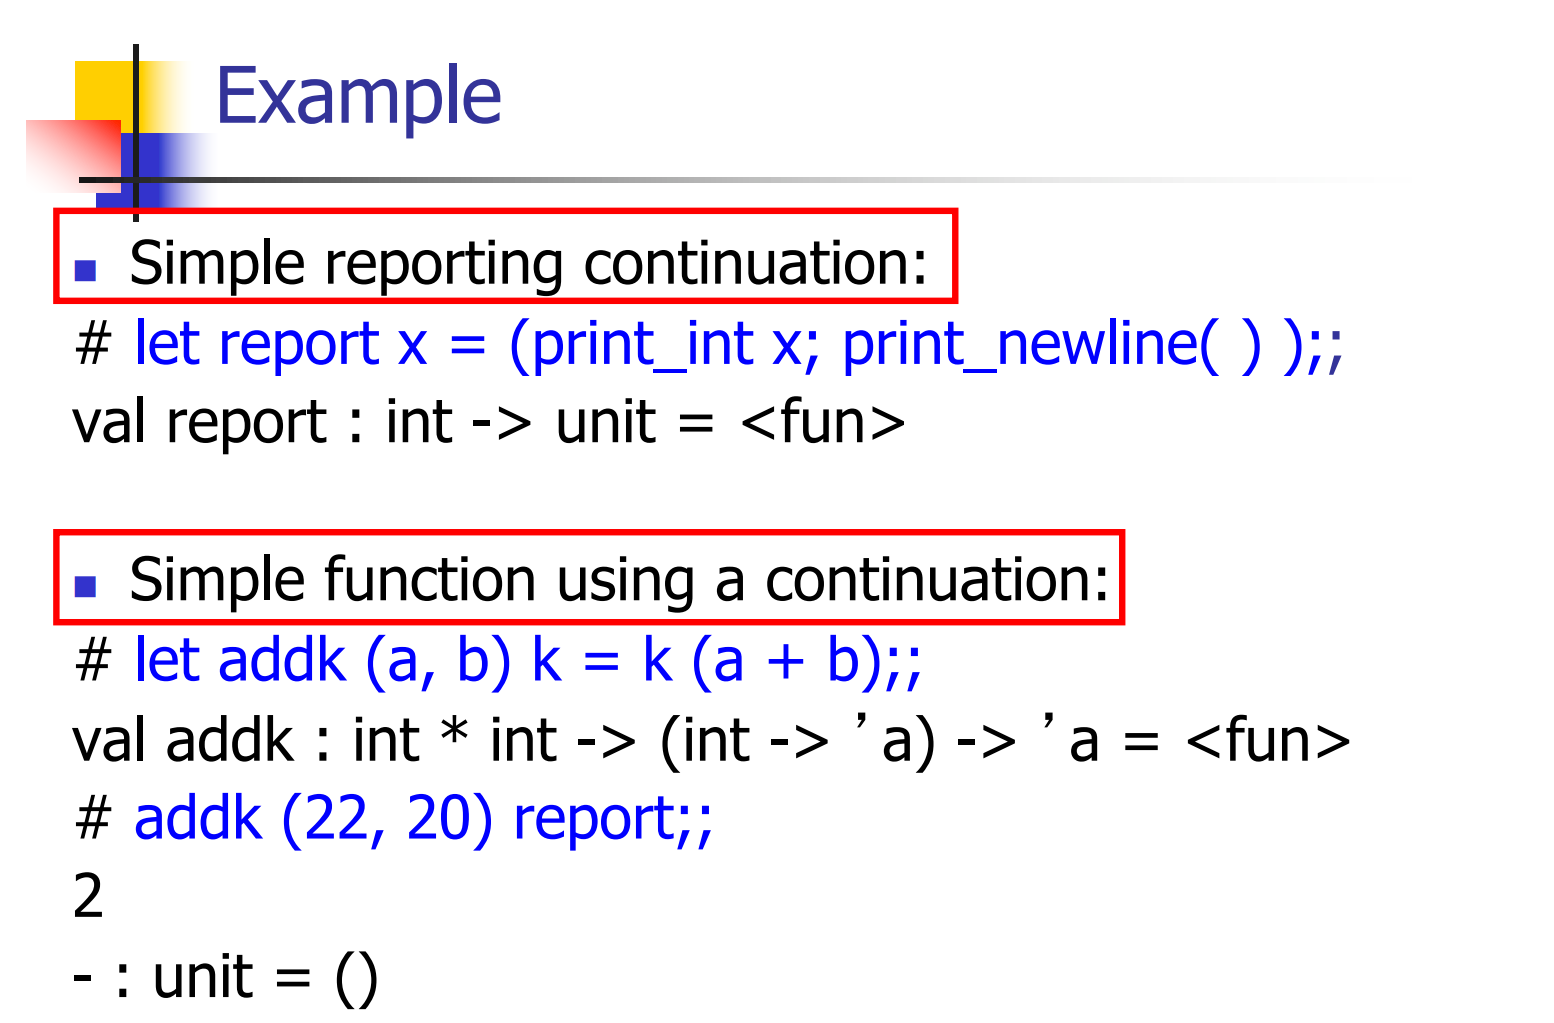 Example
Simple reporting continuation:
# let report x = (print_int x; print_newline( ) );;
val report : int -> unit = <fun>
Simple function using a continuation:
# let addk (a, b) k = k (a + b);;
val addk : int * int -> (int -> ’a) -> ’a = <fun>
# addk (22, 20) report;;
2
- : unit = ()